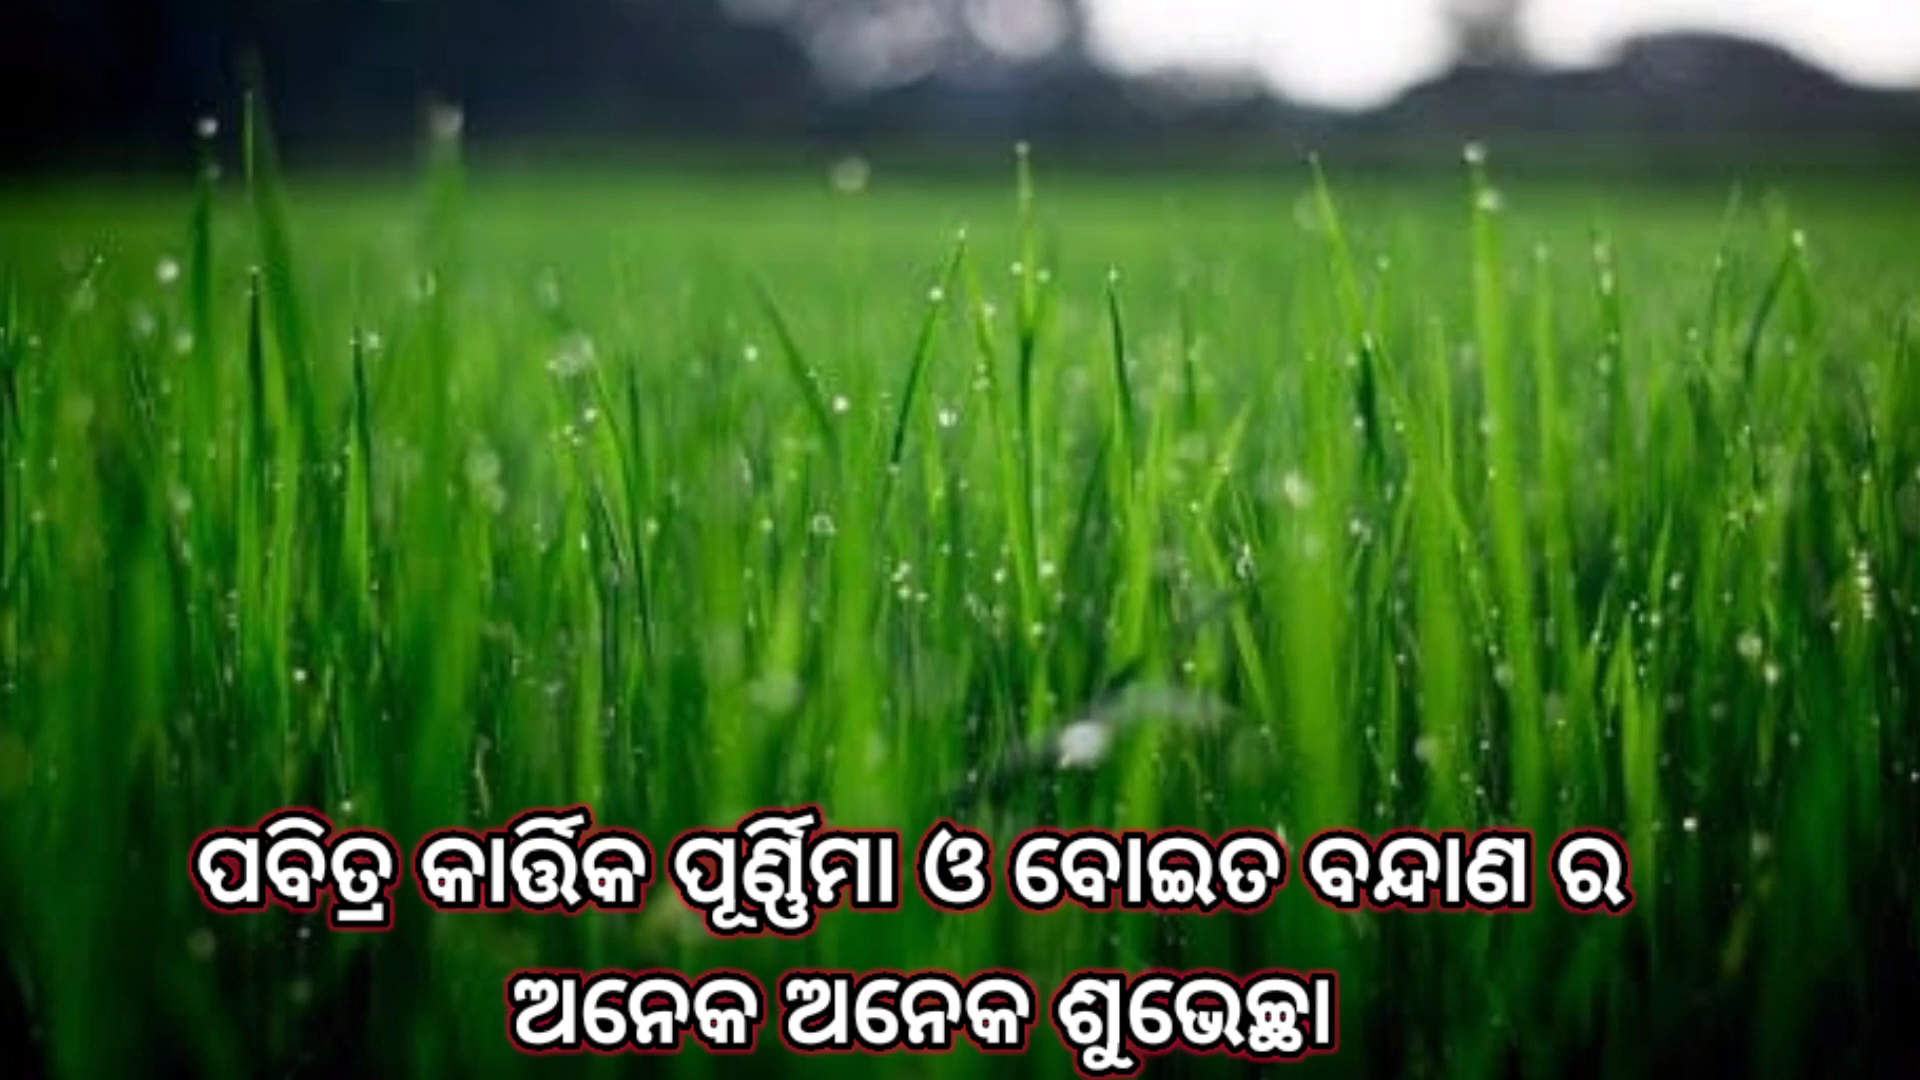 ପବିତ୍ର କାର୍ତ୍ତିକ ପୂର୍ଣ୍ଣିମା ଓ ବୋଇତ ବନ୍ଦାଣ ର
ଅନେକ ଅନେକ ଶୁଭେଚ୍ଛା